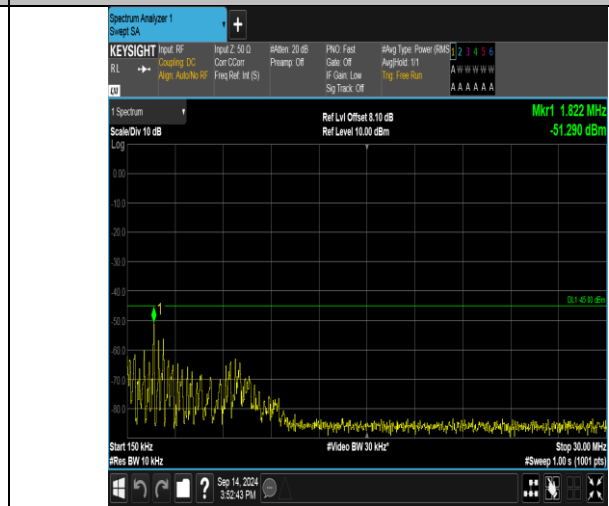 Spectrum Analyzer 1
Swept SA
+
KEYSIGHT
RL
Input: RF
Coupling: DC
Align: Auto/No RF
Input Z: 50 Ω
Corr CCorr
Freq Ref: Int (S)
#Atten: 20 dB
Preamp: Off
PNO: Fast
Gate: Off
IF Gain: Low
Sig Track: Off
#Avg Type: Power (RMS
Avg|Hold: 1/1
Trig: Free Run
1 2 3 4 5 6
A W W W W W
A A A A A A
1 Spectrum
Scale/Div 10 dB
Ref Lvl Offset 8.10 dB
Ref Level 10.00 dBm
Mkr1 1.822 MHz
-51.290 dBm
Log
0.00
-10.0
-20.0
-30.0
-40.0
DL1 -45.00 dBm
1
-50.0
-60.0
-70.0
-80.0
Start 150 kHz
#Res BW 10 kHz
#Video BW 30 kHz*
Stop 30.00 MHz
#Sweep 1.00 s (1001 pts)
?
Sep 14, 2024
3:52:43 PM